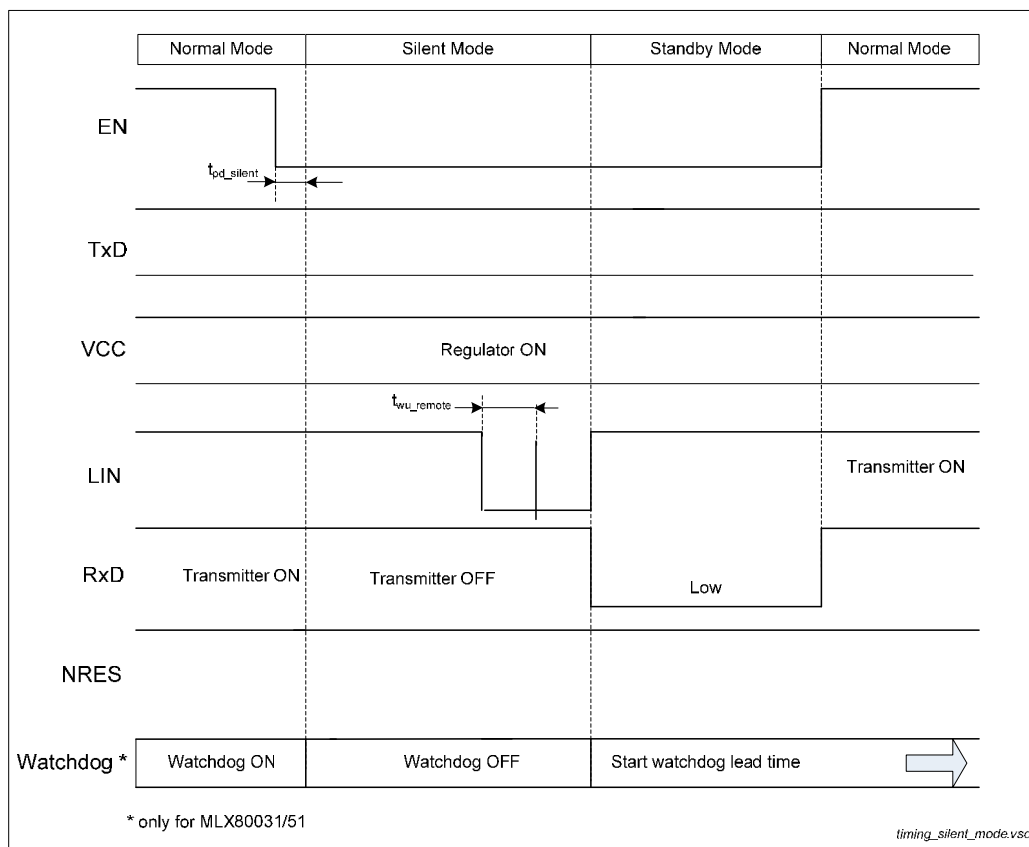 Normal Mode Silent Mode Standby Mode Normal Mode
EN
tpd_silent
TxD
VCC
Regulator ON
twu_remote
LIN
Transmitter ON
RxD
Transmitter ON Transmitter OFF
Low
NRES
Watchdog * Watchdog ON Watchdog OFF Start watchdog lead time
* only for MLX80031/51
timing_silent_mode.vsd